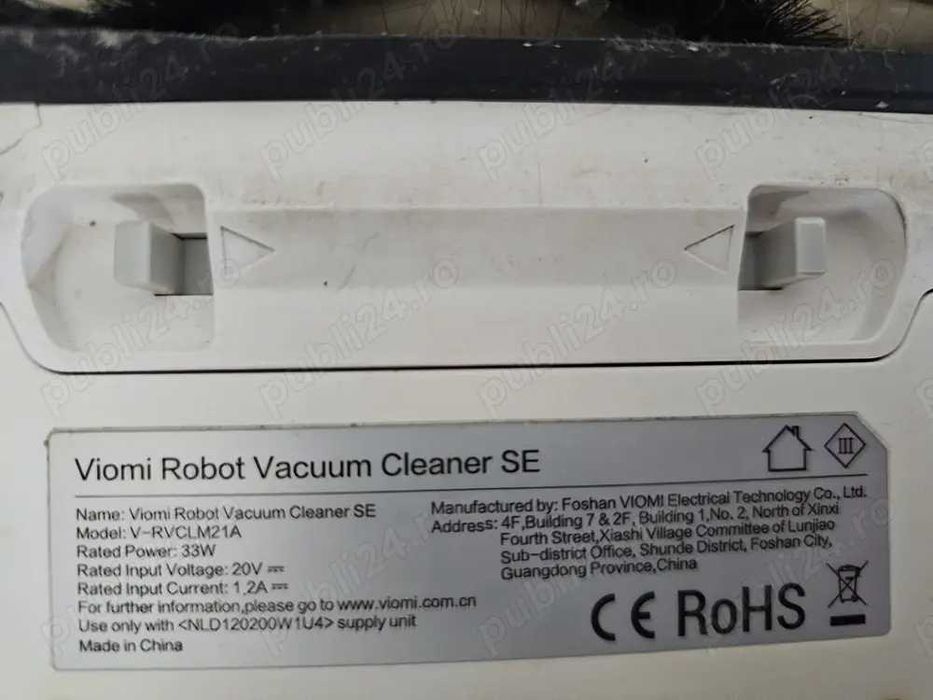 Viomi Robot Vacuum Cleaner SE
III
Name: Viomi Robot Vacuum Cleaner SE
Model: V-RVCLM21A
Rated Power: 33W
Rated Input Voltage: 20V
Rated Input Current: 1.2A
For further information,please go to www.viomi.com.cn
Use only with <NLD120200W1U4> supply unit
Made in China
Manufactured by: Foshan VIOMI Electrical Technology Co., Ltd.
Address: 4F,Building 7 & 2F, Building 1,No. 2, North of Xinxi
Fourth Street,Xiashi Village Committee of Lunjiao
Sub-district Office, Shunde District, Foshan City,
Guangdong Province,China
CE RoHS
publi24.ro